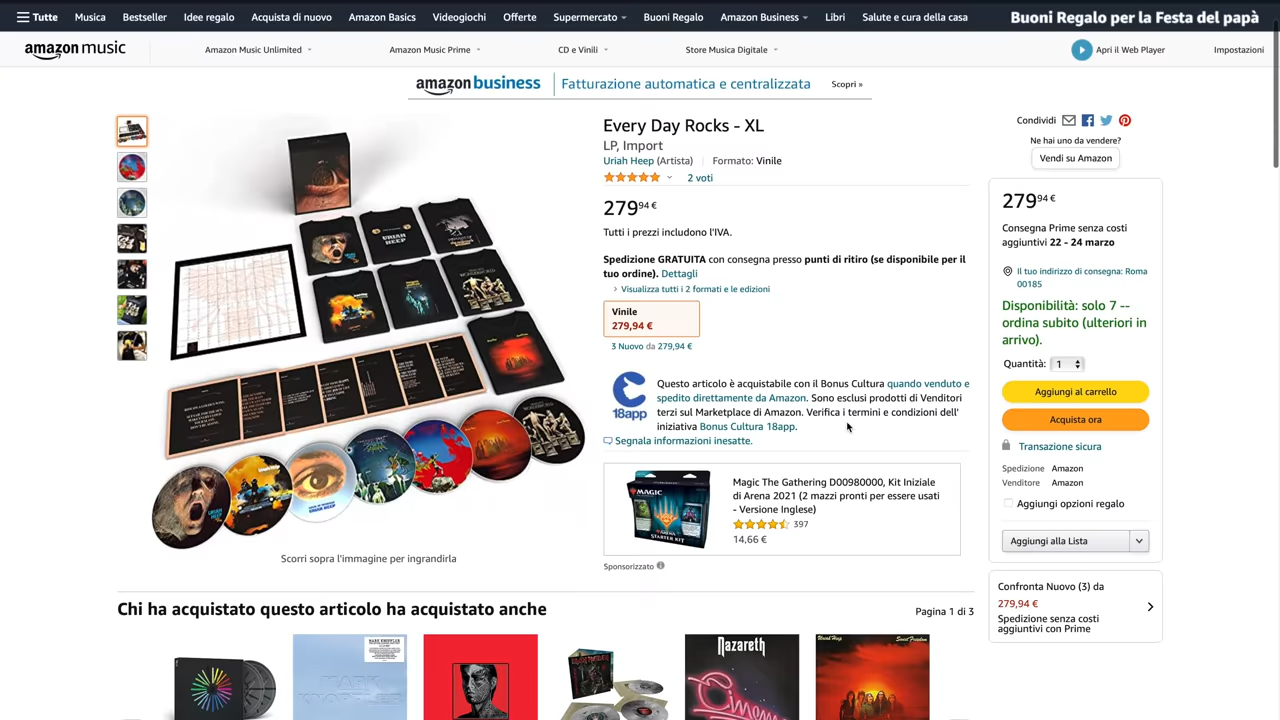 Tutte Musica Bestseller Idee regalo Acquista di nuovo Amazon Basics Videogiochi Offerte Supermercato Buoni Regalo Amazon Business Libri Salute e cura della casa Buoni Regalo per la Festa del papà
amazon music Amazon Music Unlimited Amazon Music Prime CD e Vinili Store Musica Digitale Apri il Web Player Impostazioni
amazon business Fatturazione automatica e centralizzata Scopri »
Every Day Rocks - XL
LP, Import
Uriah Heep (Artista) Formato: Vinile
2 voti
279,94 €
Tutti i prezzi includono l'IVA.
Spedizione GRATUITA con consegna presso punti di ritiro (se disponibile per il
tuo ordine). Dettagli
› Visualizza tutti i 2 formati e le edizioni
Vinile
279,94 €
3 Nuovo da 279,94 €
18app
Questo articolo è acquistabile con il Bonus Cultura quando venduto e
spedito direttamente da Amazon. Sono esclusi prodotti di Venditori
terzi sul Marketplace di Amazon. Verifica i termini e condizioni dell'
iniziativa Bonus Cultura 18app.
Segnala informazioni inesatte.
MAGIC
STARTER KIT
Magic The Gathering D00980000, Kit Iniziale
di Arena 2021 (2 mazzi pronti per essere usati
- Versione Inglese)
397
14,66 €
Sponsorizzato
Scorri sopra l'immagine per ingrandirla
Condividi
Ne hai uno da vendere?
Vendi su Amazon
279,94 €
Consegna Prime senza costi
aggiuntivi 22 - 24 marzo
Il tuo indirizzo di consegna: Roma
00185
Disponibilità: solo 7 --
ordina subito (ulteriori in
arrivo).
Quantità: 1
Aggiungi al carrello
Acquista ora
Transazione sicura
Spedizione Amazon
Venditore Amazon
Aggiungi opzioni regalo
Aggiungi alla Lista
Confronta Nuovo (3) da
279,94 €
Spedizione senza costi
aggiuntivi con Prime
Chi ha acquistato questo articolo ha acquistato anche
Pagina 1 di 3
MARK
KNOPFLER
Nazareth
Cinema
Uriah Heep Sweet Freedom